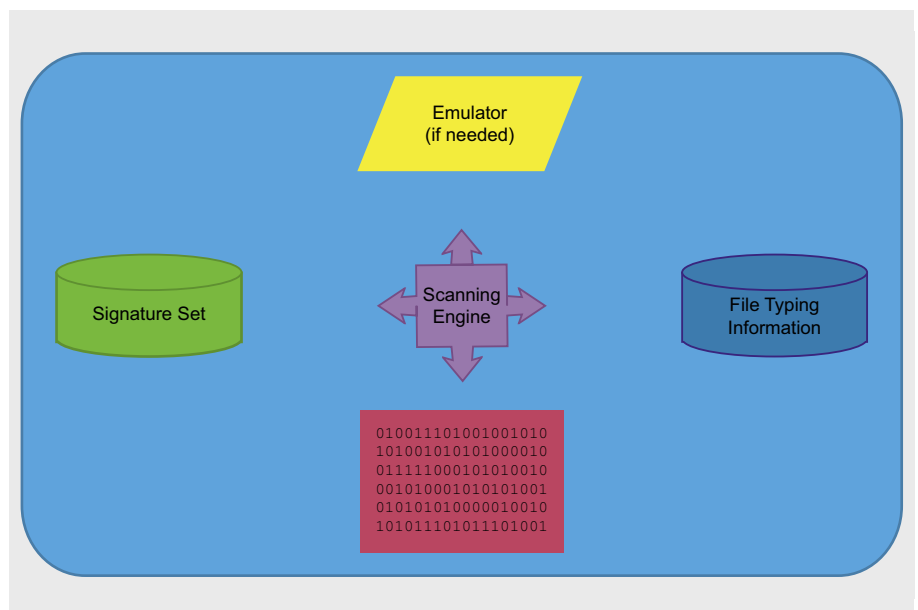 Emulator
(if needed)
Signature Set
Scanning
Engine
File Typing
Information
010011101001001010
101001010101000010
011111000101010010
001010001010101001
010101010000010010
101011101011101001